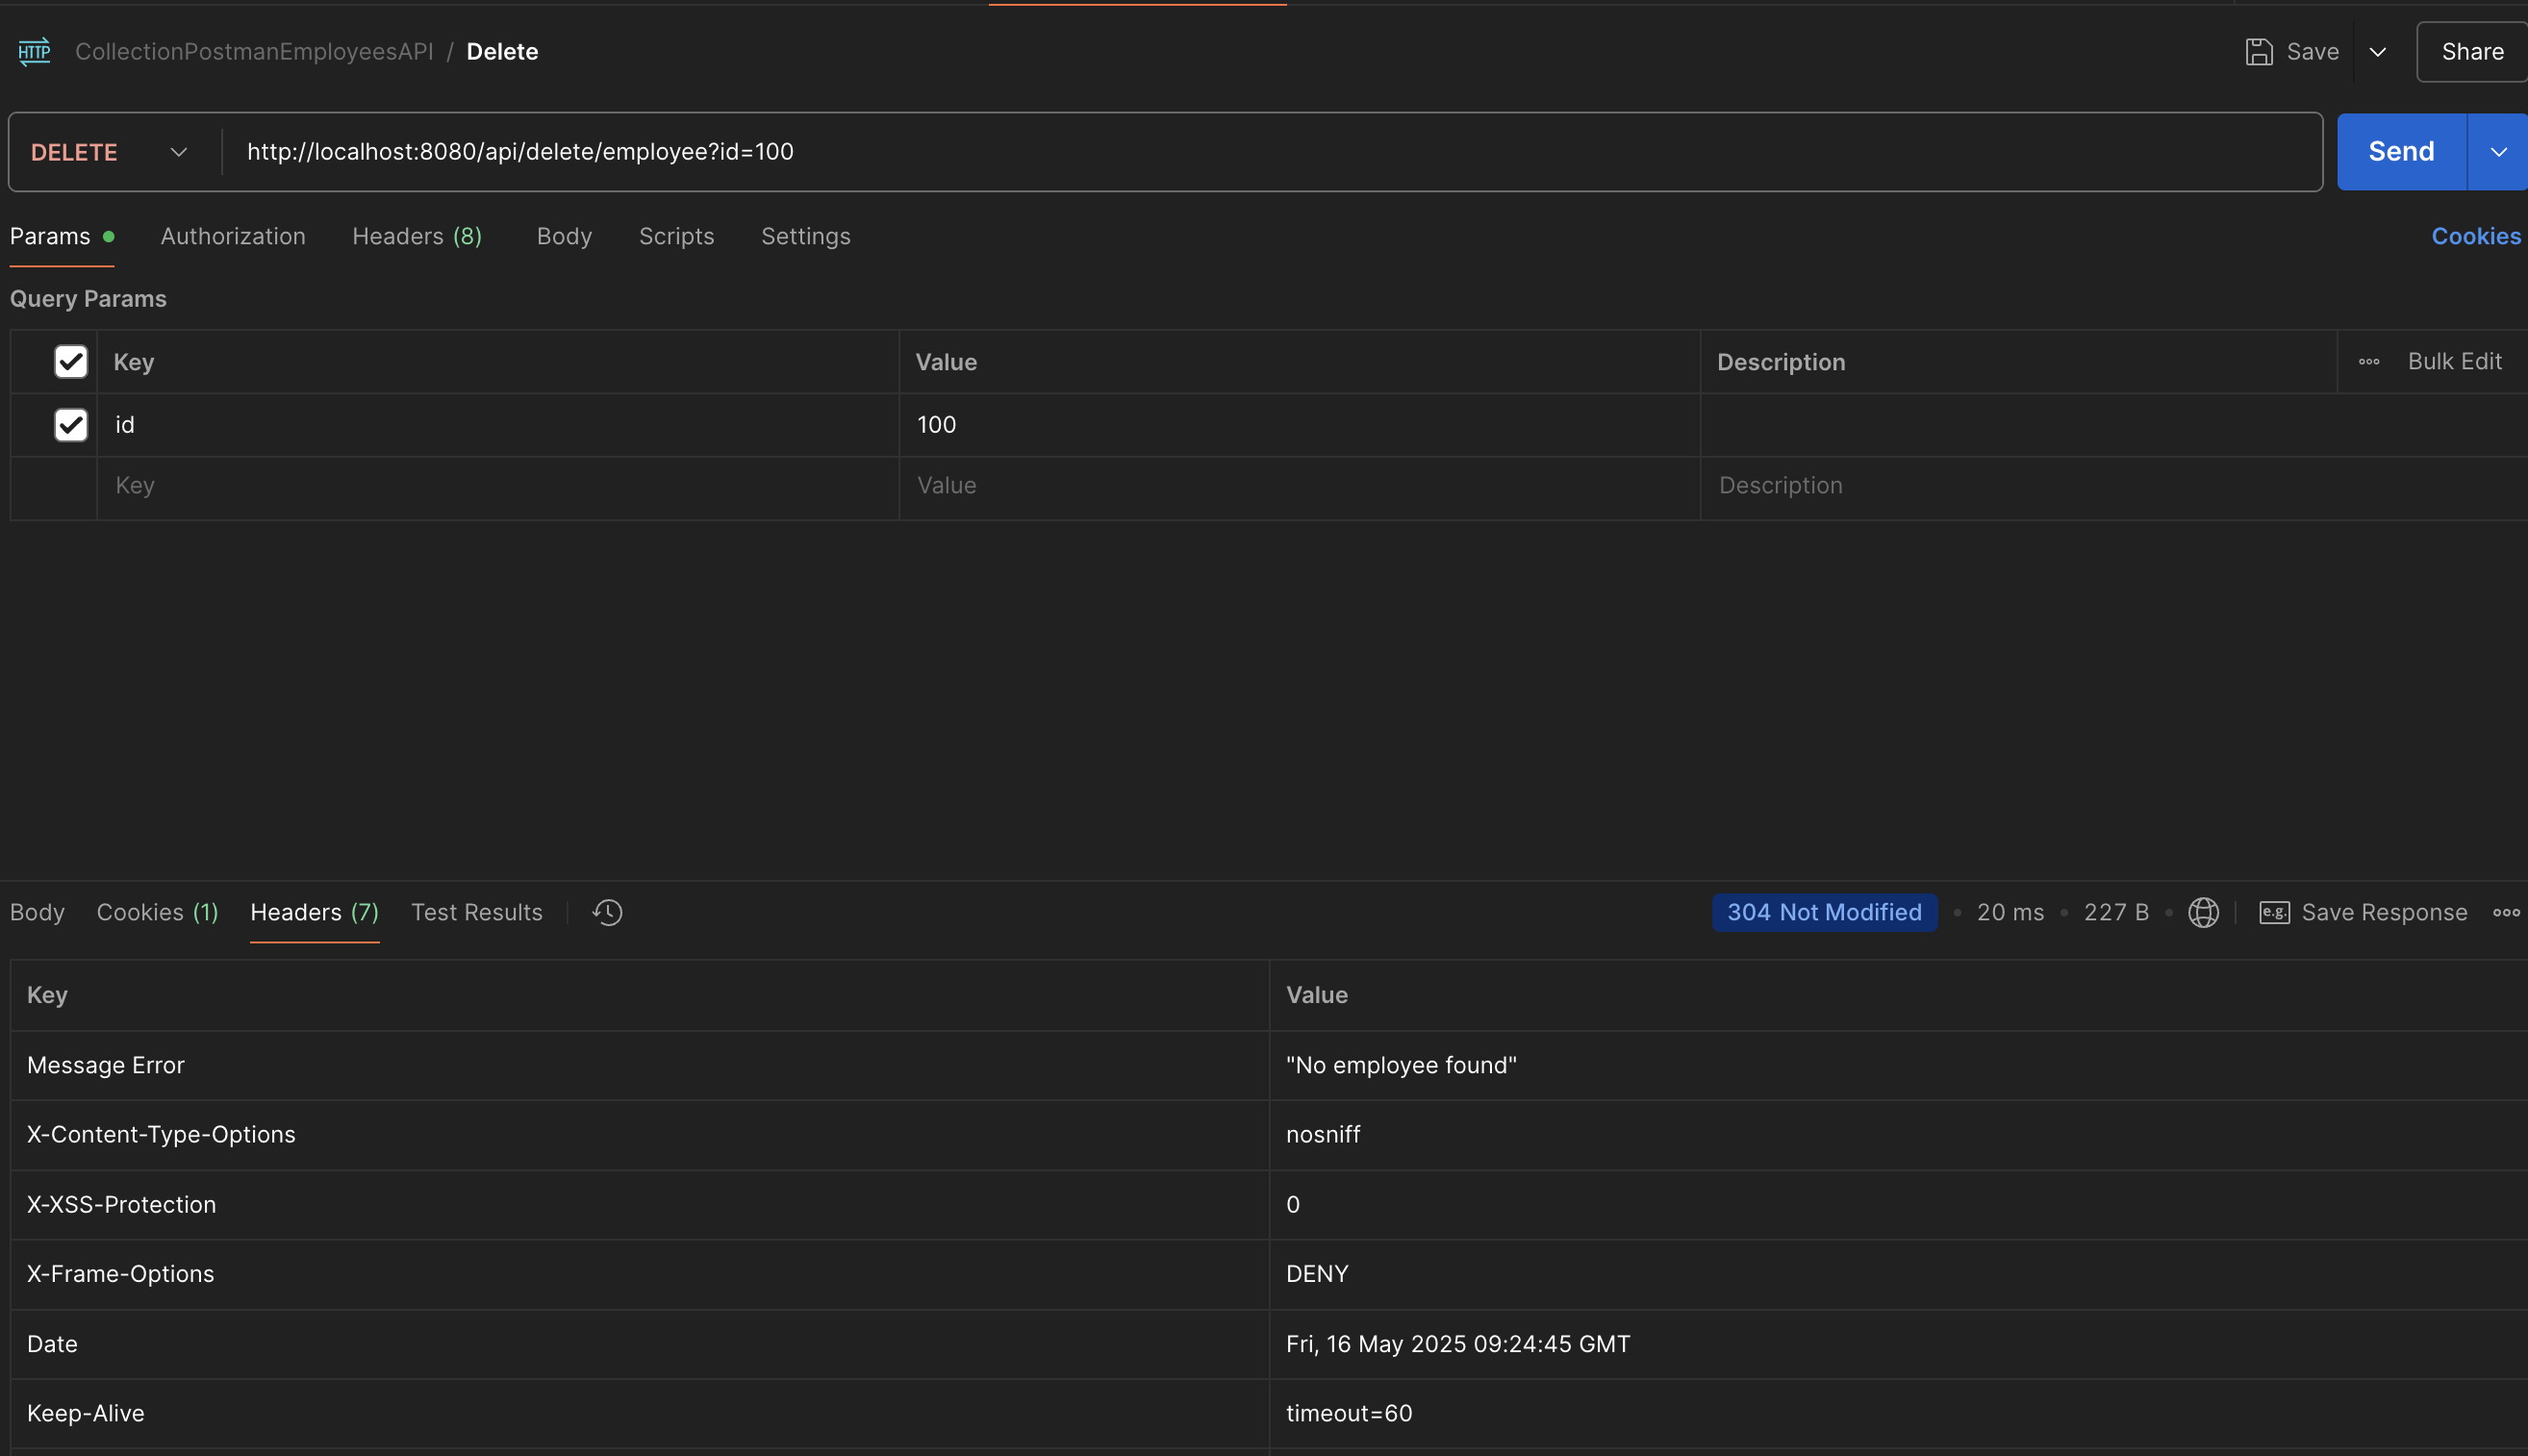 HTTP CollectionPostmanEmployeesAPI / Delete Save Share
DELETE http://localhost:8080/api/delete/employee?id=100 Send
Params Authorization Headers (8) Body Scripts Settings Cookies
Query Params
Key Value Description Bulk Edit
id 100
Key Value Description
Body Cookies (1) Headers (7) Test Results 304 Not Modified 20 ms 227 B e.g. Save Response
Key Value
Message Error "No employee found"
X-Content-Type-Options nosniff
X-XSS-Protection 0
X-Frame-Options DENY
Date Fri, 16 May 2025 09:24:45 GMT
Keep-Alive timeout=60